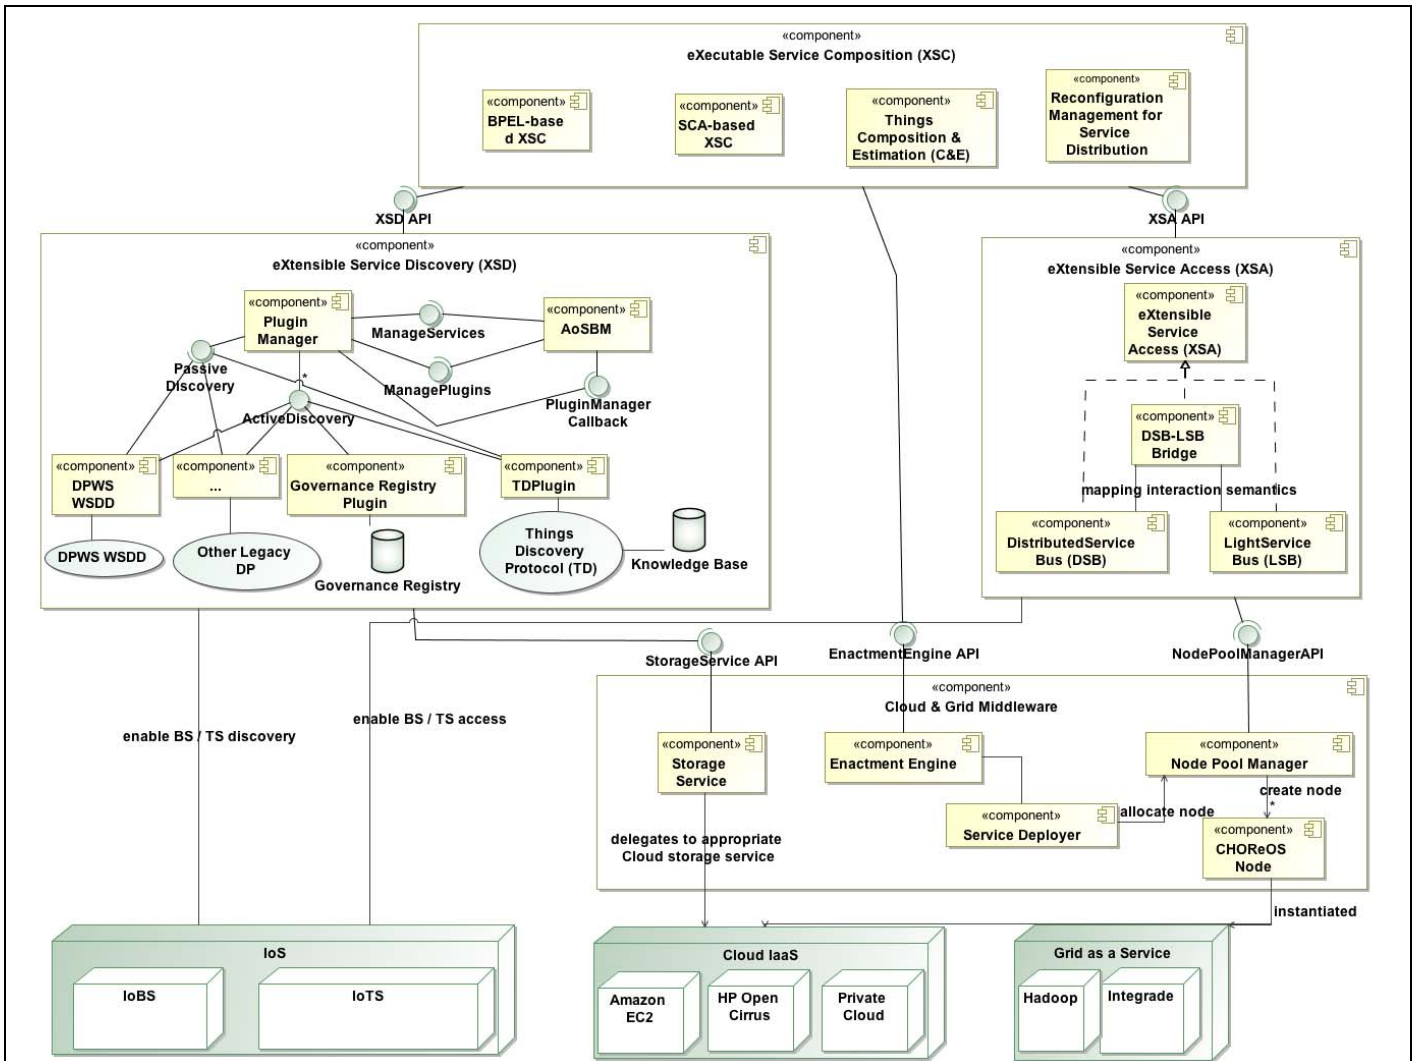 «component»
eXecutable Service Composition (XSC)
«component»
BPEL-base
d XSC
«component»
SCA-based
XSC
«component»
Things
Composition &
Estimation (C&E)
«component»
Reconfiguration
Management for
Service
Distribution
XSD API
XSA API
«component»
eXtensible Service Discovery (XSD)
«component»
Plugin
Manager
ManageServices
«component»
AoSBM
Passive
Discovery
*
ManagePlugins
PluginManager
Callback
ActiveDiscovery
«component»
DPWS
WSDD
«component»
...
«component»
Governance Registry
Plugin
«component»
TDPlugin
DPWS WSDD
Other Legacy
DP
Governance Registry
Things
Discovery
Protocol (TD)
Knowledge Base
«component»
eXtensible Service Access (XSA)
«component»
eXtensible
Service
Access (XSA)
«component»
DSB-LSB
Bridge
mapping interaction semantics
«component»
DistributedService
Bus (DSB)
«component»
LightService
Bus (LSB)
StorageService API
EnactmentEngine API
NodePoolManagerAPI
enable BS / TS discovery
enable BS / TS access
«component»
Cloud & Grid Middleware
«component»
Storage
Service
«component»
Enactment Engine
«component»
Node Pool Manager
create node
*
«component»
Service Deployer
allocate node
«component»
CHOReOS
Node
delegates to appropriate
Cloud storage service
instantiated
IoS
IoBS
IoTS
Cloud IaaS
Amazon
EC2
HP Open
Cirrus
Private
Cloud
Grid as a Service
Hadoop
Integrade